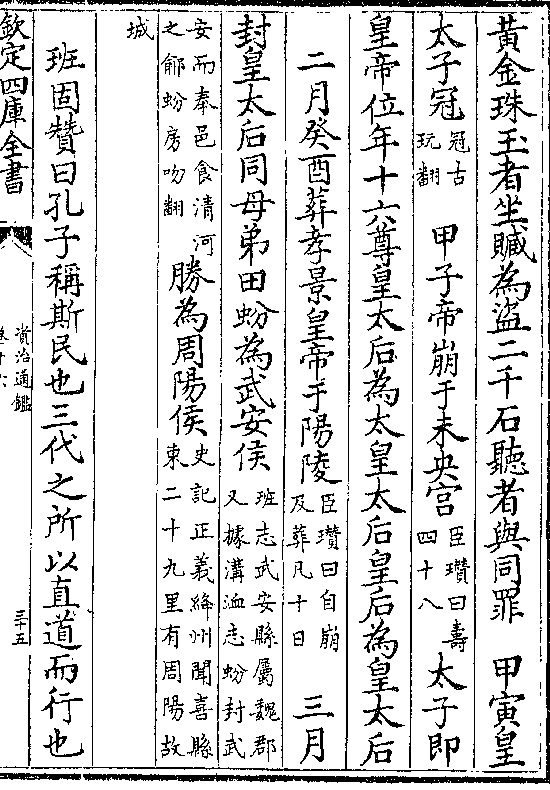 黃金珠玉者坐贓為盜二千石聽者與同罪　甲寅皇
太子冠冠古玩翻　甲子帝崩于未央宮臣瓚曰壽四十八　太子即
皇帝位年十六尊皇太后為太皇太后皇后為皇太后
二月癸酉葬孝景皇帝于陽陵臣瓚曰自崩及葬凡十日　三月
封皇太后同母弟田蚡為武安侯班志武安縣屬魏郡又據溝洫志蚡封武
安而奉邑食清河之鄃蚡房吻翻勝為周陽侯史記正義絳州聞喜縣東二十九里有周陽故
城
班固贊曰孔子稱斯民也三代之所以直道而行也
欽定四庫全書
資治通鑑
卷十六
三十五